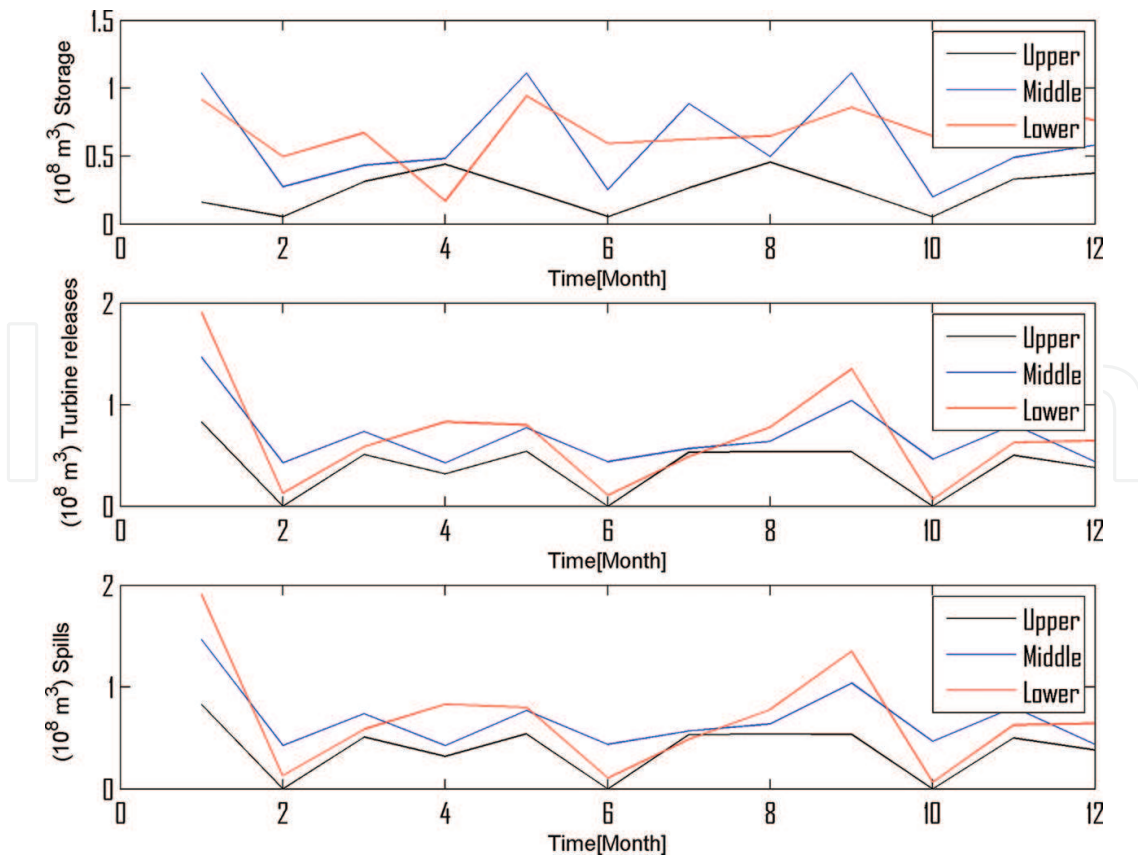 (10^8 m^3) Storage
1.5
1
0.5
0
Upper
Middle
Lower
0 2 4 6 8 10 12
Time[Month]
(10^8 m^3) Turbine releases
2
1
0
Upper
Middle
Lower
0 2 4 6 8 10 12
Time[Month]
(10^8 m^3) Spills
2
1
0
Upper
Middle
Lower
0 2 4 6 8 10 12
Time[Month]